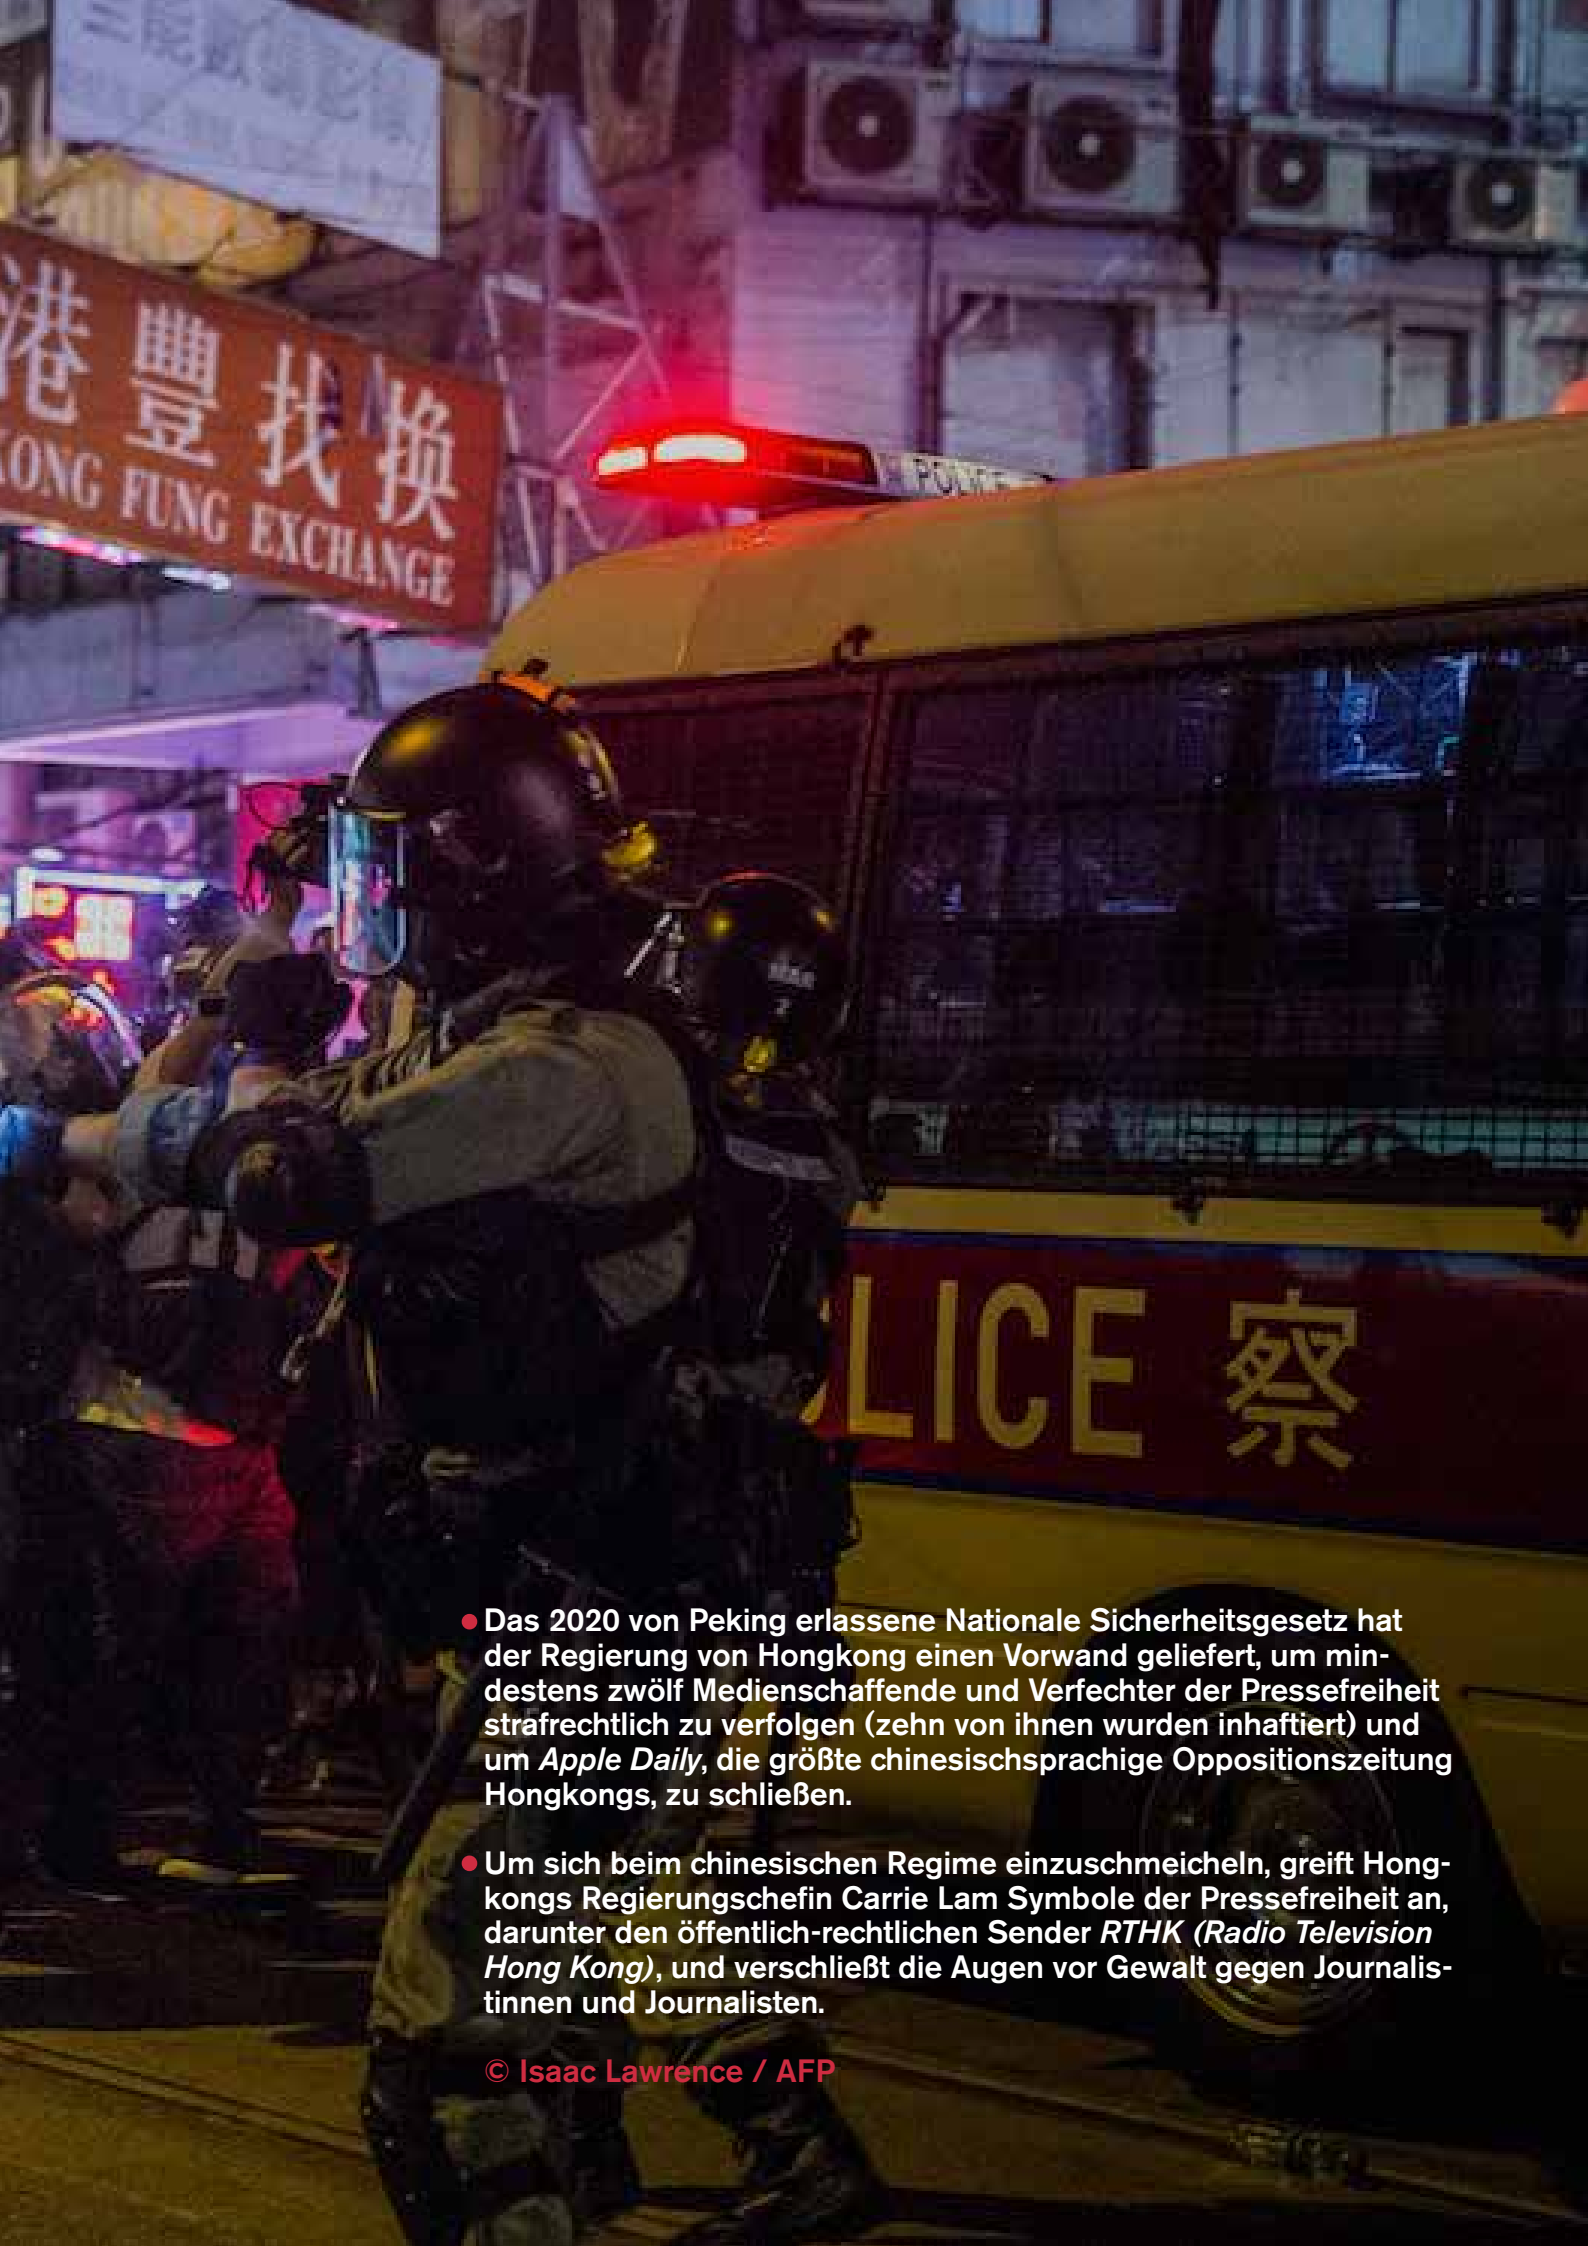 港豐找換
KONG FUNG EXCHANGE
POLICE
LICE 察
• Das 2020 von Peking erlassene Nationale Sicherheitsgesetz hat
der Regierung von Hongkong einen Vorwand geliefert, um min-
destens zwölf Medienschaffende und Verfechter der Pressefreiheit
strafrechtlich zu verfolgen (zehn von ihnen wurden inhaftiert) und
um Apple Daily, die größte chinesischsprachige Oppositionszeitung
Hongkongs, zu schließen.
• Um sich beim chinesischen Regime einzuschmeicheln, greift Hong-
kongs Regierungschefin Carrie Lam Symbole der Pressefreiheit an,
darunter den öffentlich-rechtlichen Sender RTHK (Radio Television
Hong Kong), und verschließt die Augen vor Gewalt gegen Journalis-
tinnen und Journalisten.
© Isaac Lawrence / AFP